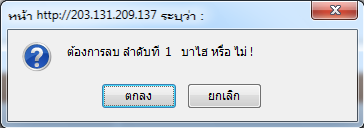 หน้า http://203.131.209.137 ระบุว่า :
ต้องการลบ ลำดับที่ 1 บาไฮ หรือ ไม่ !
ตกลง
ยกเลิก